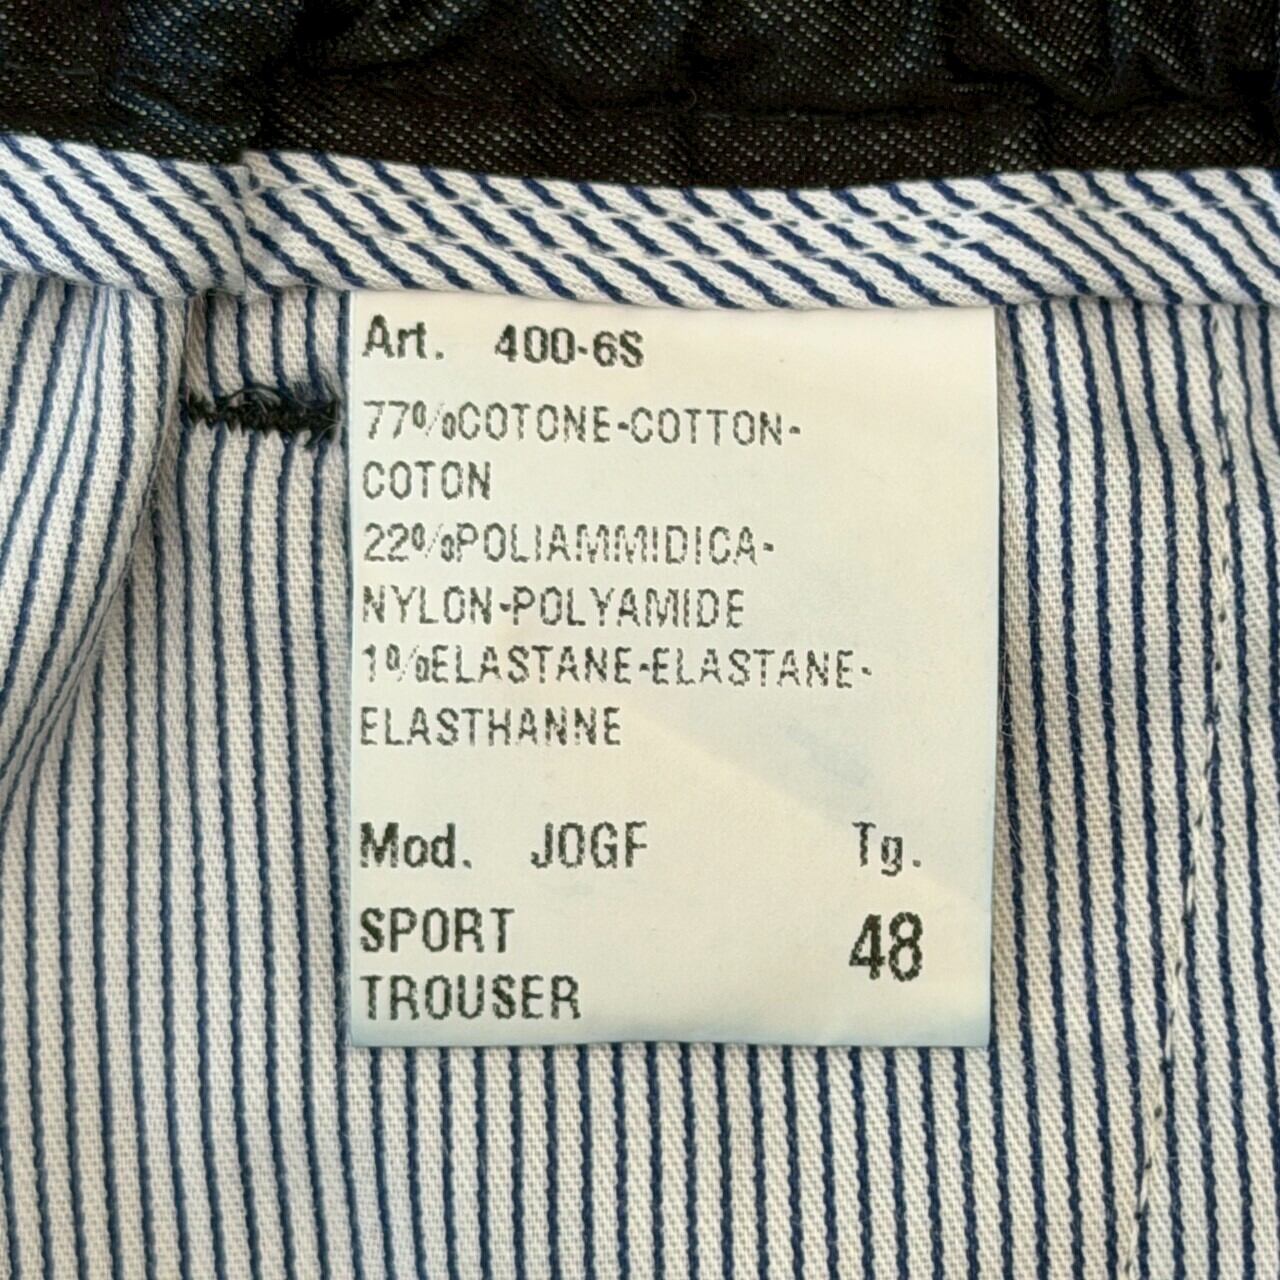 Art. 400-6S
77%COTONE-COTTON-
COTON
22%POLIAMMIDICA-
NYLON-POLYAMIDE
1%ELASTANE-ELASTANE-
ELASTHANNE
Mod. JOGF Tg.
SPORT 48
TROUSER